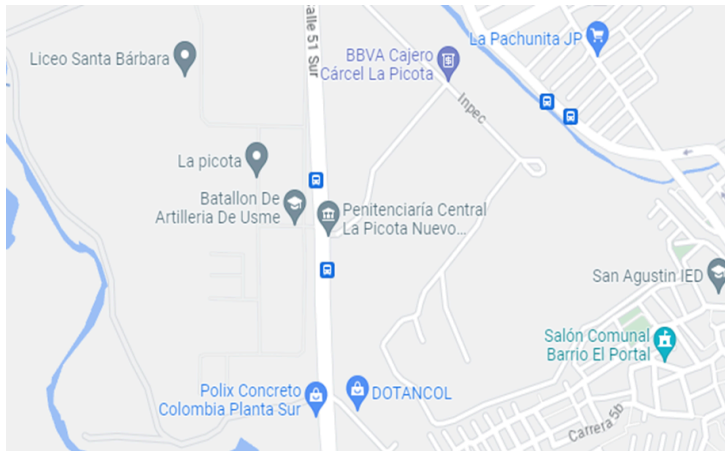 alle 51 Sur
Liceo Santa Bárbara
BBVA Cajero
Cárcel La Picota
La Pachunita JP
Inpec
La picota
Batallon De
Artilleria De Usme
Penitenciaría Central
La Picota Nuevo...
San Agustin IED
Salón Comunal
Barrio El Portal
Polix Concreto
Colombia Planta Sur
DOTANCOL
Carrera 5b